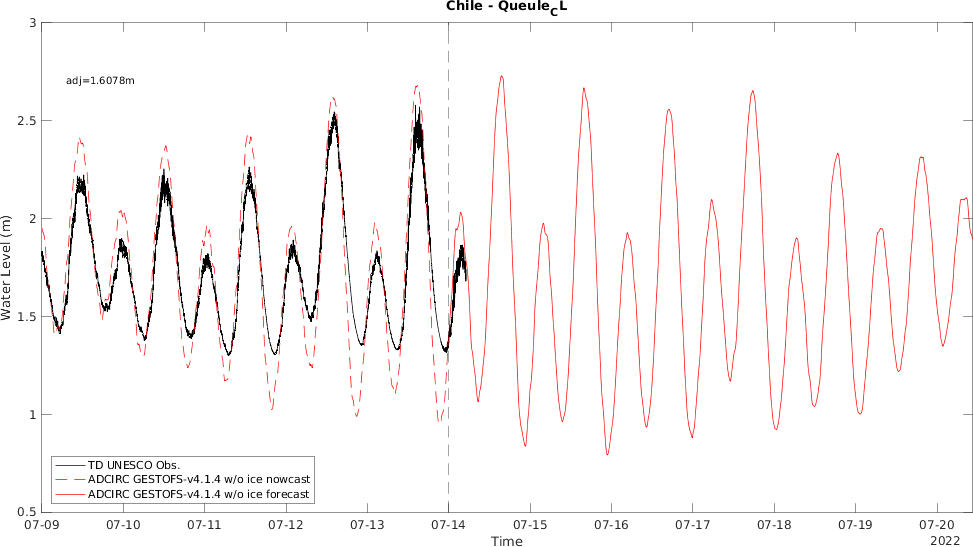 Chile - Queule_CL
adj=1.6078m
Water Level (m)
3
2.5
2
1.5
1
0.5
TD UNESCO Obs.
ADCIRC GESTOFS-v4.1.4 w/o ice nowcast
ADCIRC GESTOFS-v4.1.4 w/o ice forecast
07-09 07-10 07-11 07-12 07-13 07-14 07-15 07-16 07-17 07-18 07-19 07-20
Time
2022